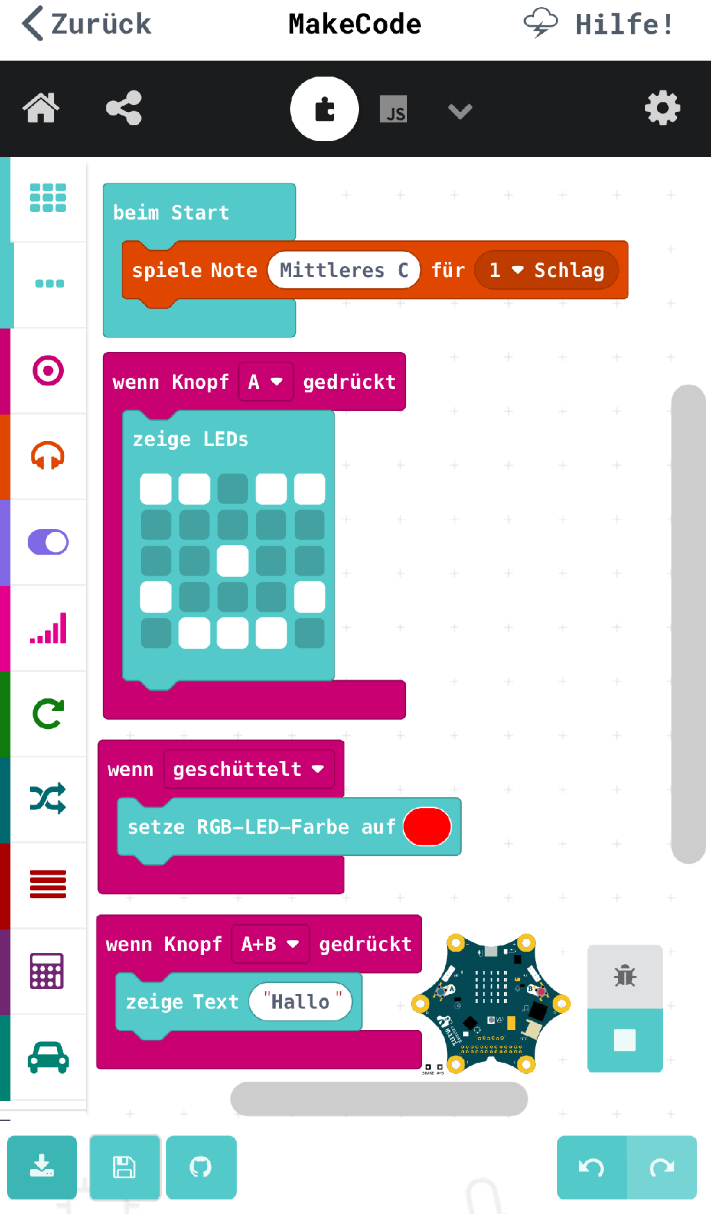 Zurück
MakeCode
Hilfe!
JS
beim Start
spiele Note Mittleres C für 1 Schlag
wenn Knopf A gedrückt
zeige LEDs
wenn geschüttelt
setze RGB-LED-Farbe auf
wenn Knopf A+B gedrückt
zeige Text "Hallo"
A
B